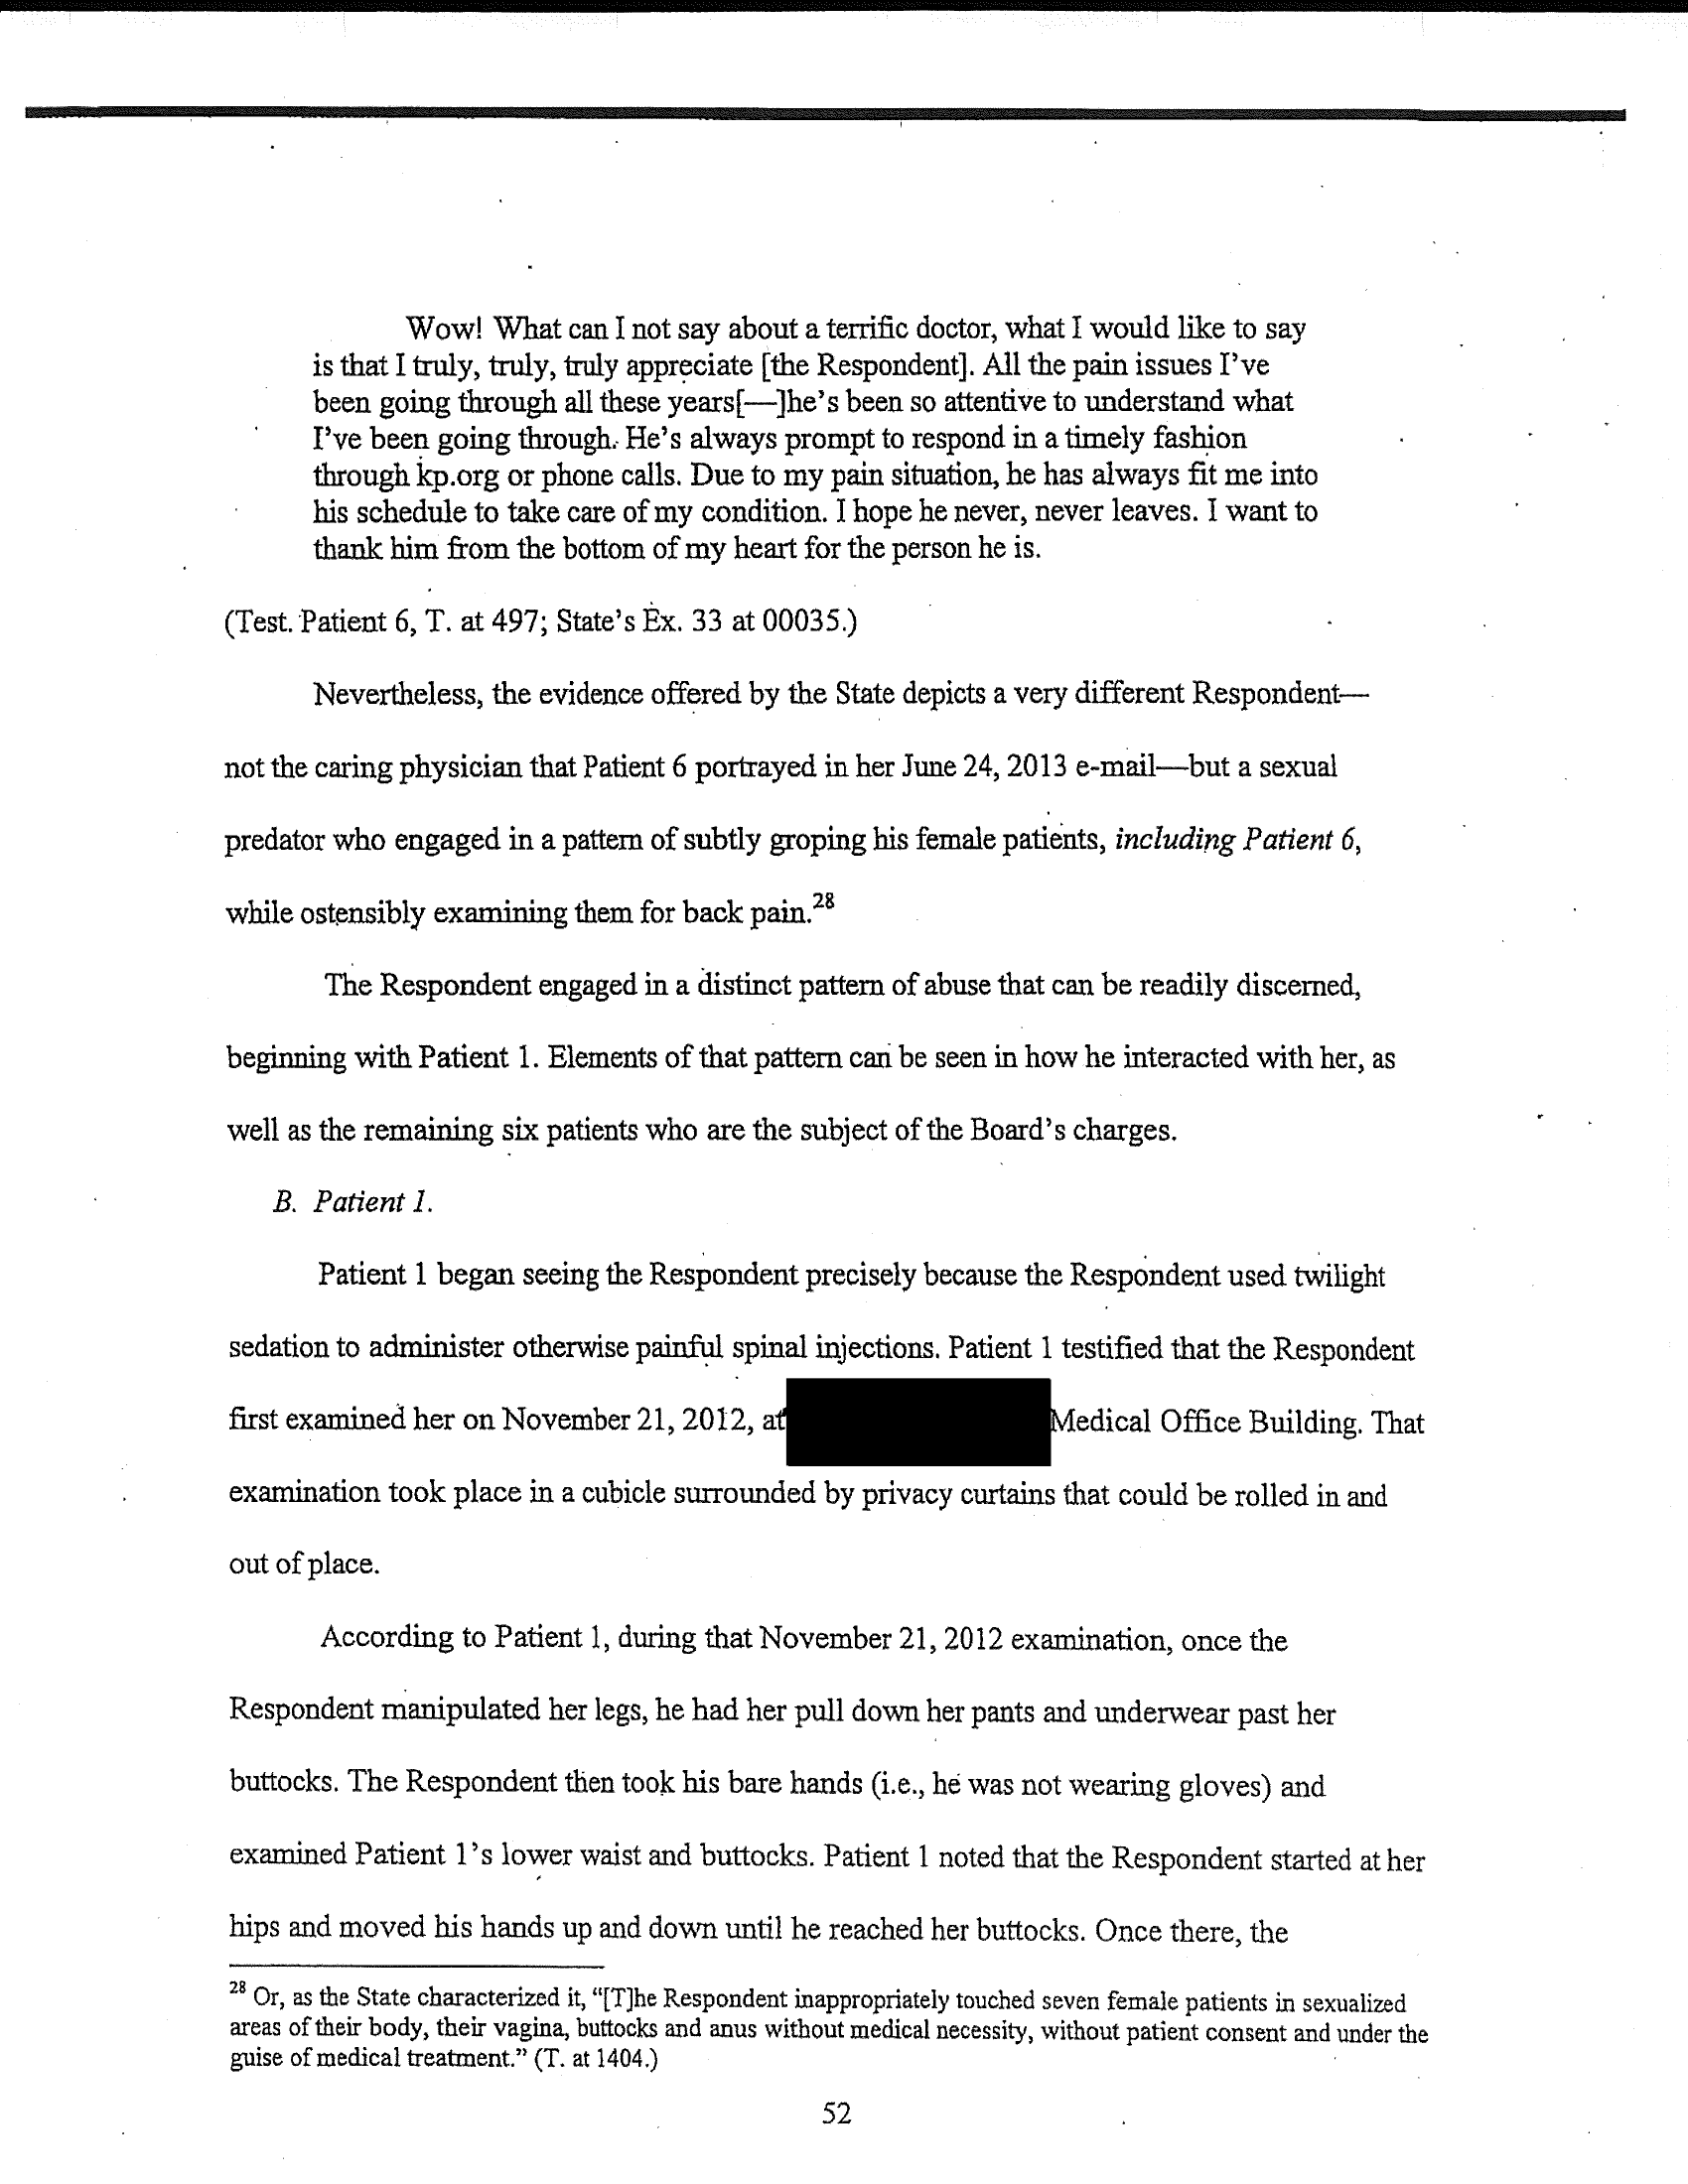 Wow! What can I not say about a terrific doctor, what I would like to say
is that I truly, truly, truly appreciate [the Respondent]. All the pain issues I've
been going through all these years[—]he's been so attentive to understand what
I've been going through. He's always prompt to respond in a timely fashion
through kp.org or phone calls. Due to my pain situation, he has always fit me into
his schedule to take care of my condition. I hope he never, never leaves. I want to
thank him from the bottom of my heart for the person he is.
(Test. Patient 6, T. at 497; State's Ex. 33 at 00035.)
Nevertheless, the evidence offered by the State depicts a very different Respondent—
not the caring physician that Patient 6 portrayed in her June 24, 2013 e-mail—but a sexual
predator who engaged in a pattern of subtly groping his female patients, including Patient 6,
while ostensibly examining them for back pain.28
The Respondent engaged in a distinct pattern of abuse that can be readily discerned,
beginning with Patient 1. Elements of that pattern can be seen in how he interacted with her, as
well as the remaining six patients who are the subject of the Board's charges.
B. Patient 1.
Patient 1 began seeing the Respondent precisely because the Respondent used twilight
sedation to administer otherwise painful spinal injections. Patient 1 testified that the Respondent
first examined her on November 21, 2012, at Medical Office Building. That
examination took place in a cubicle surrounded by privacy curtains that could be rolled in and
out of place.
According to Patient 1, during that November 21, 2012 examination, once the
Respondent manipulated her legs, he had her pull down her pants and underwear past her
buttocks. The Respondent then took his bare hands (i.e., he was not wearing gloves) and
examined Patient 1's lower waist and buttocks. Patient 1 noted that the Respondent started at her
hips and moved his hands up and down until he reached her buttocks. Once there, the
28 Or, as the State characterized it, "[T]he Respondent inappropriately touched seven female patients in sexualized
areas of their body, their vagina, buttocks and anus without medical necessity, without patient consent and under the
guise of medical treatment." (T. at 1404.)
52